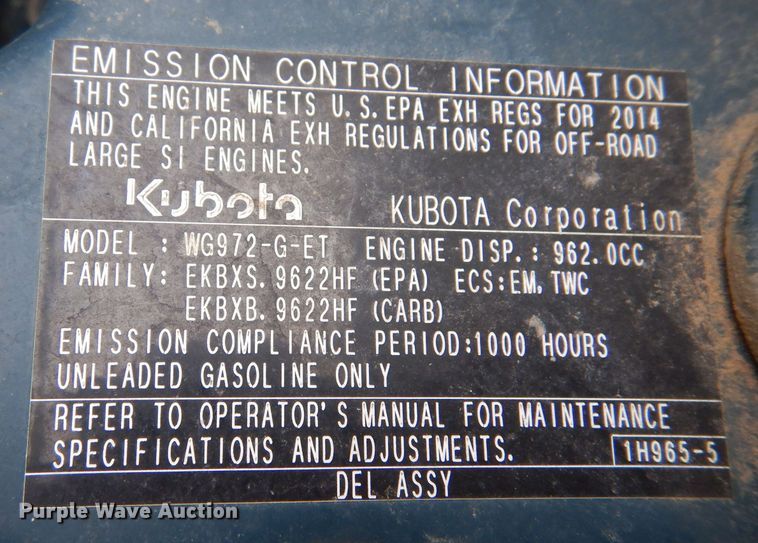 EMISSION CONTROL INFORMATION
THIS ENGINE MEETS U.S.EPA EXH REGS FOR 2014
AND CALIFORNIA EXH REGULATIONS FOR OFF-ROAD
LARGE SI ENGINES.
Kubota KUBOTA Corporation
MODEL : WG972-G-ET ENGINE DISP.: 962.0CC
FAMILY: EKBXS.9622HF (EPA) ECS:EM,TWC
EKBXB.9622HF (CARB)
EMISSION COMPLIANCE PERIOD:1000 HOURS
UNLEADED GASOLINE ONLY
REFER TO OPERATOR'S MANUAL FOR MAINTENANCE
SPECIFICATIONS AND ADJUSTMENTS. 1H965-5
DEL ASSY
Purple Wave Auction